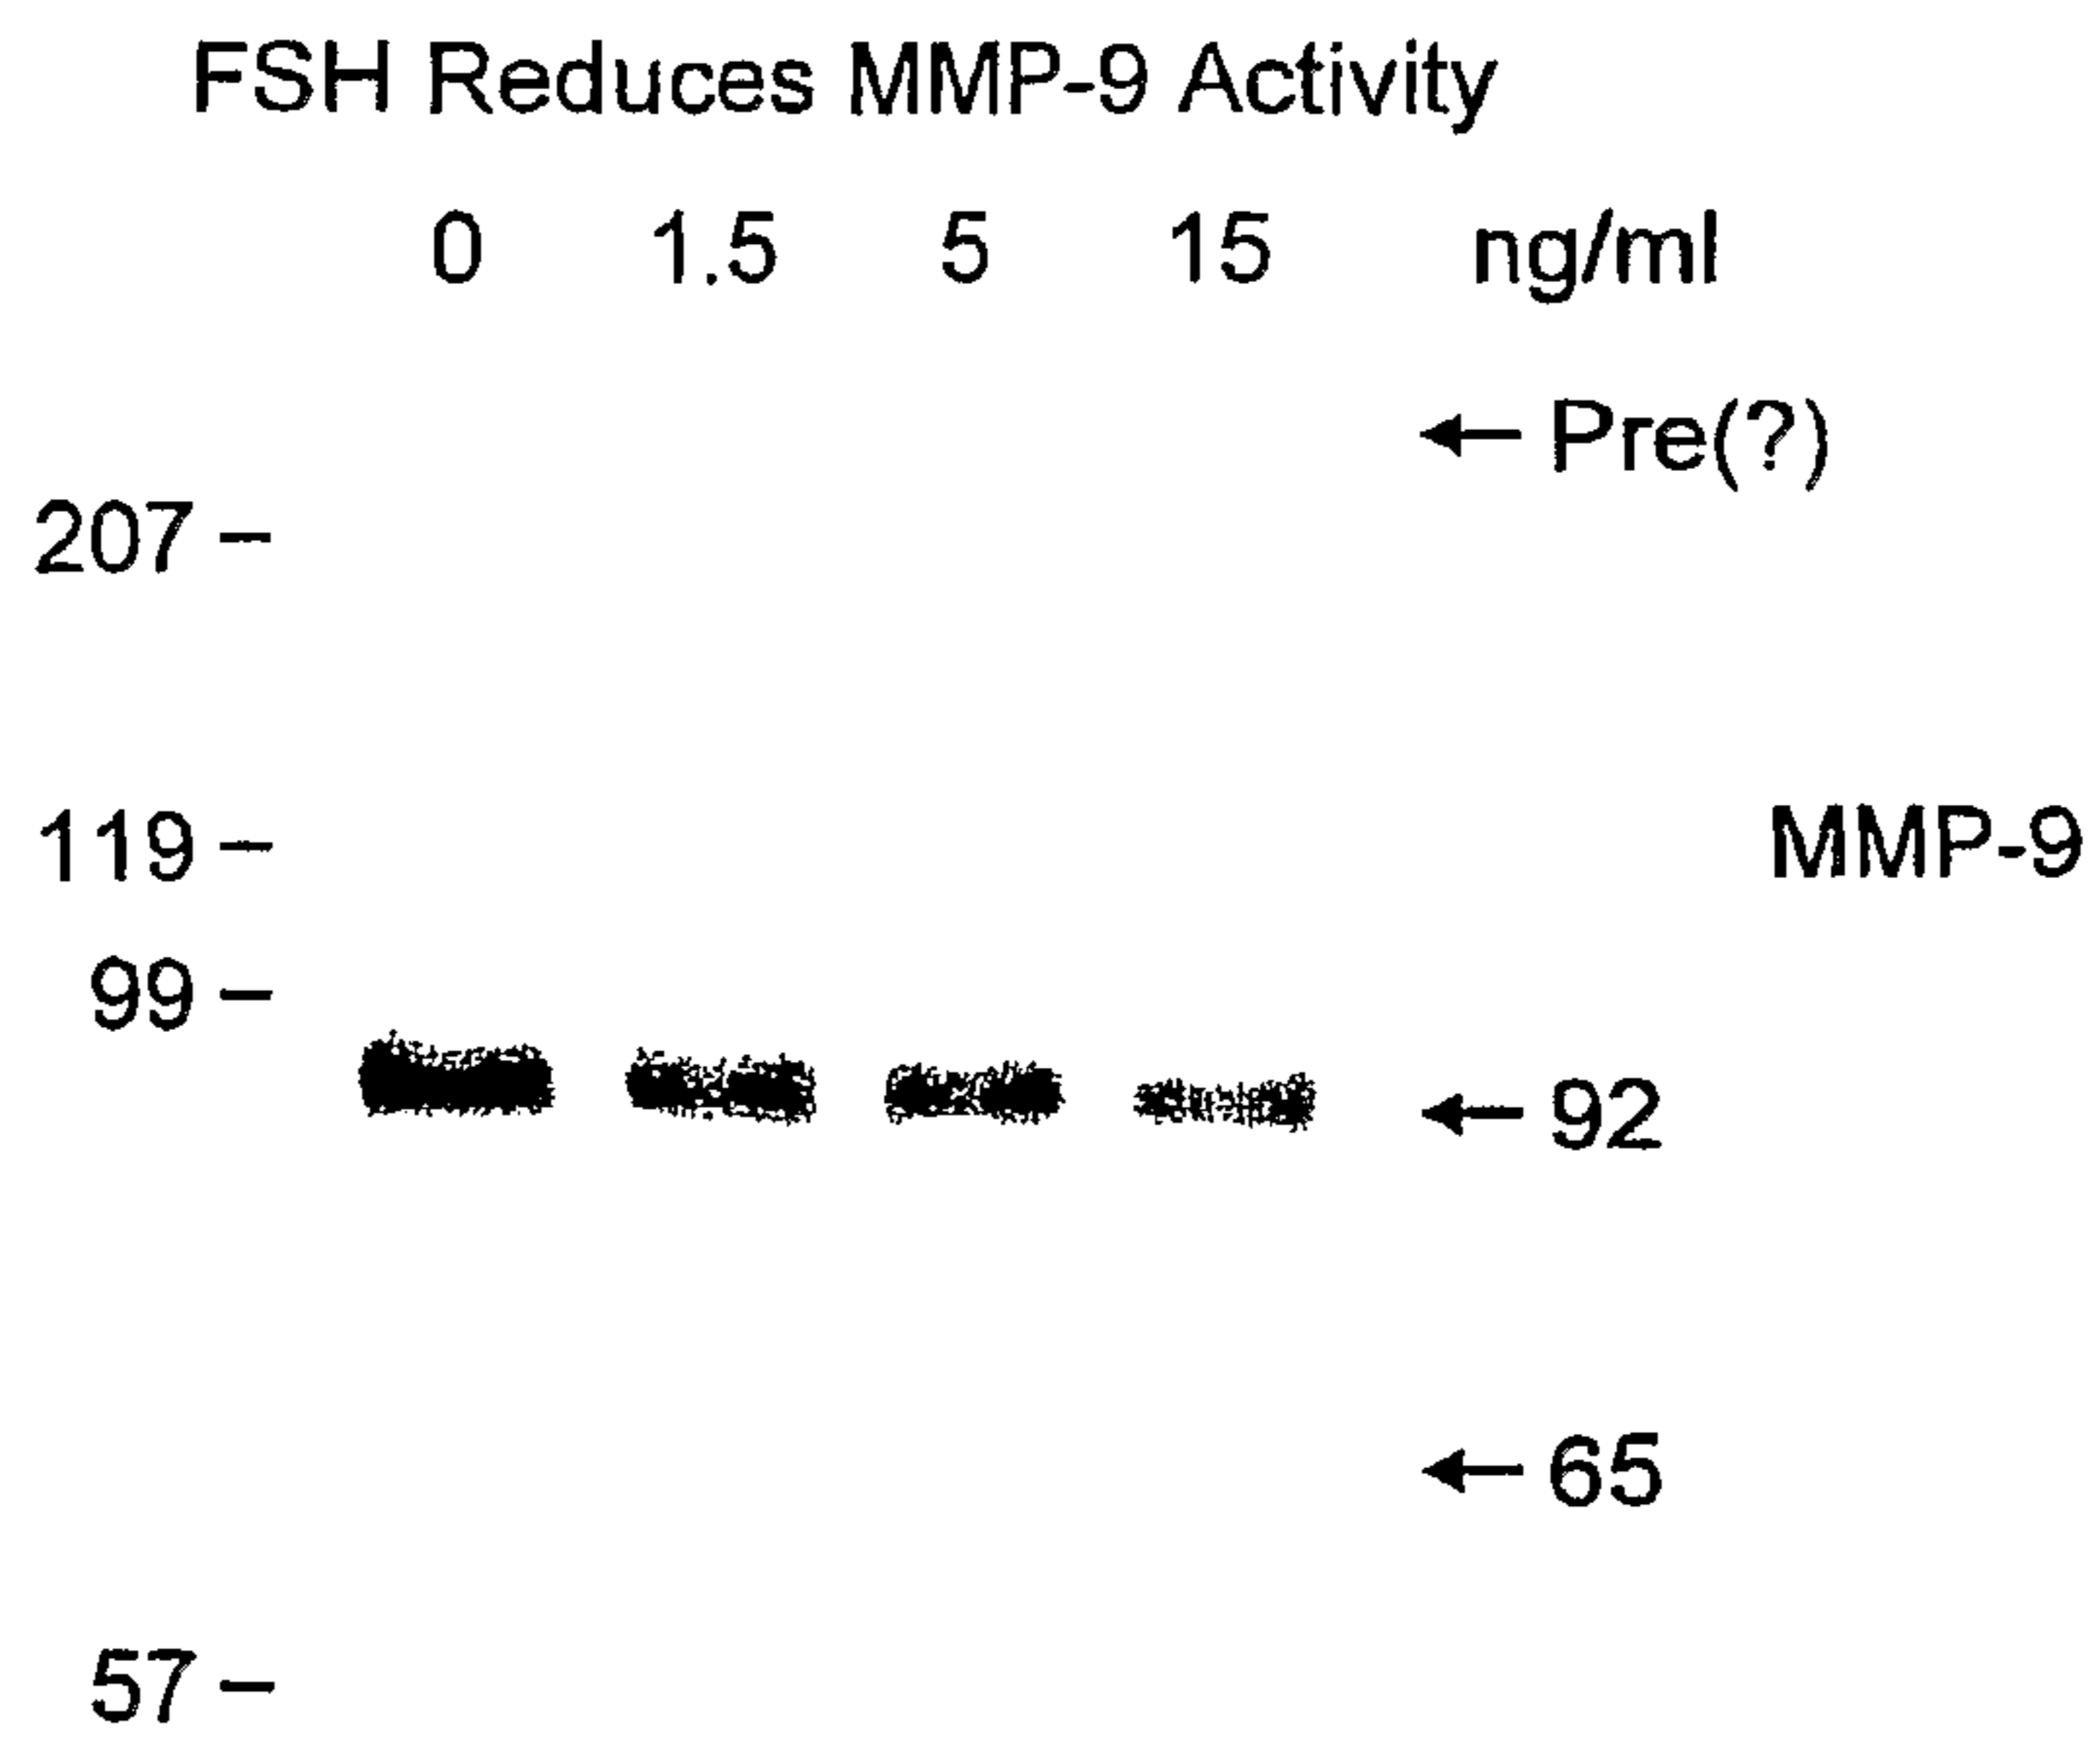 FSH Reduces MMP-9 Activity
0 1.5 5 15 ng/ml
Pre(?)
207
119 MMP-9
99
92
65
57